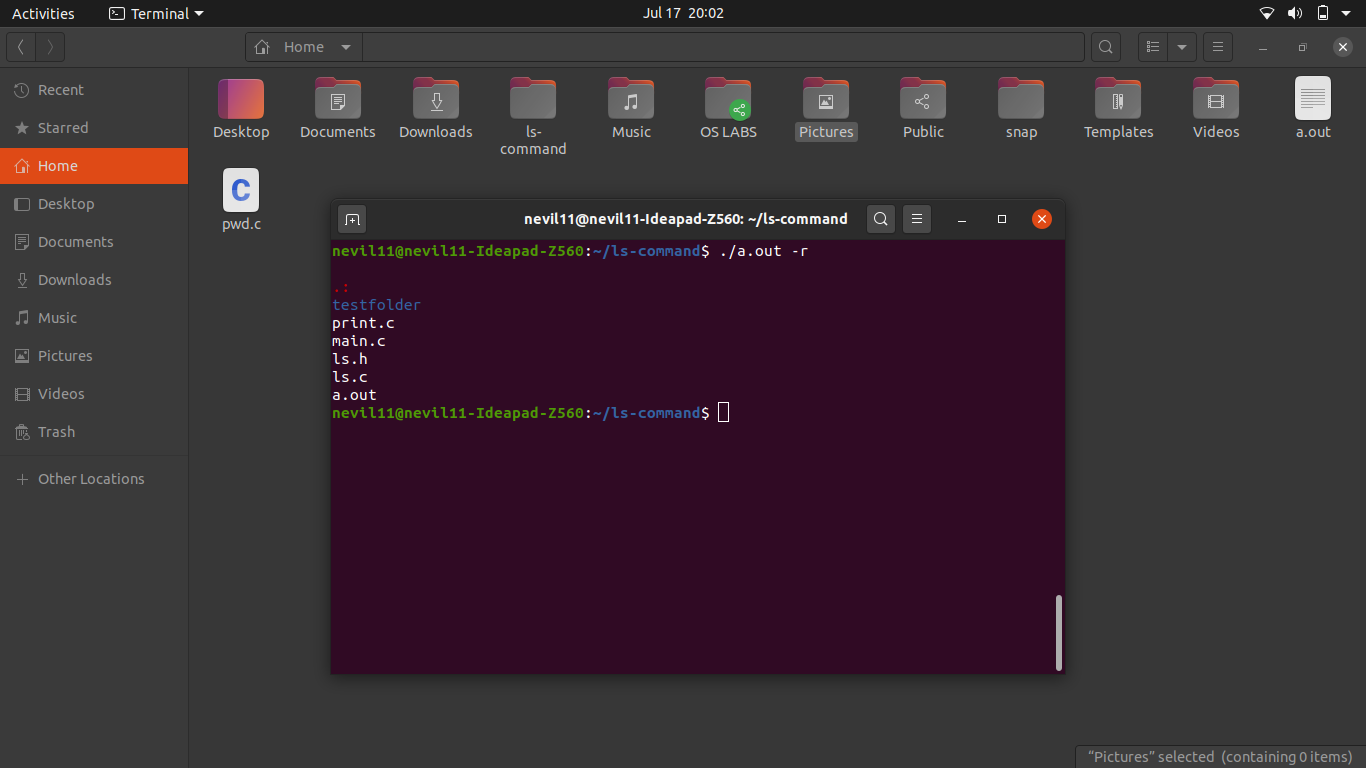 Activities
Terminal
Jul 17 20:02
Home
Recent
Starred
Home
Desktop
Documents
Downloads
Music
Pictures
Videos
Trash
Other Locations
Desktop
Documents
Downloads
ls-
command
Music
OS LABS
Pictures
Public
snap
Templates
Videos
a.out
C
pwd.c
nevil11@nevil11-Ideapad-Z560: ~/ls-command
nevil11@nevil11-Ideapad-Z560:~/ls-command$ ./a.out -r
.:
testfolder
print.c
main.c
ls.h
ls.c
a.out
nevil11@nevil11-Ideapad-Z560:~/ls-command$
“Pictures” selected (containing 0 items)